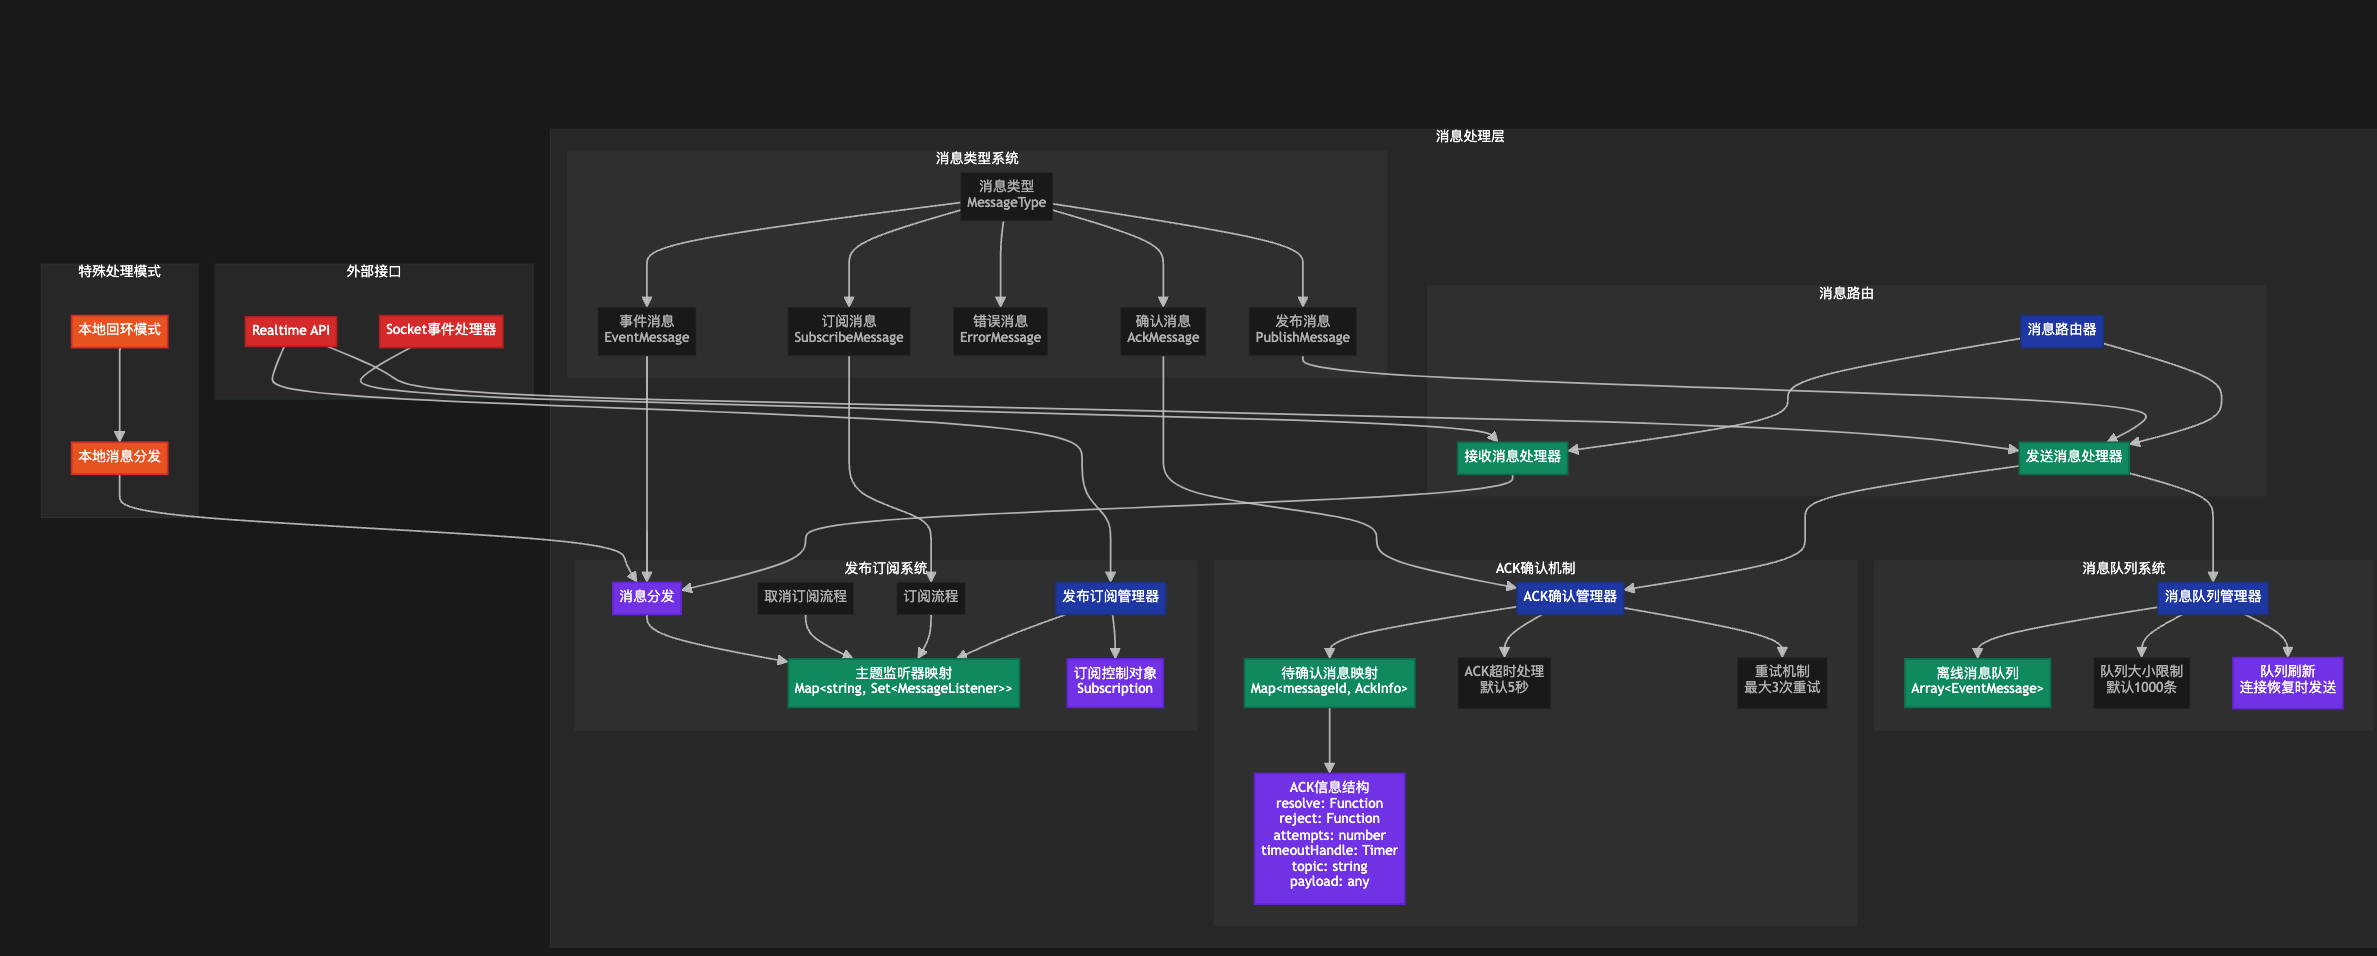 消息处理层
消息类型系统
消息类型
MessageType
特殊处理模式
外部接口
消息路由
本地回环模式
Realtime API
Socket事件处理器
事件消息
EventMessage
订阅消息
SubscribeMessage
错误消息
ErrorMessage
确认消息
AckMessage
发布消息
PublishMessage
消息路由器
本地消息分发
接收消息处理器
发送消息处理器
发布订阅系统
ACK确认机制
消息队列系统
消息分发
取消订阅流程
订阅流程
发布订阅管理器
ACK确认管理器
消息队列管理器
主题监听器映射
Map<string, Set<MessageListener>>
订阅控制对象
Subscription
待确认消息映射
Map<messageId, AckInfo>
ACK超时处理
默认5秒
重试机制
最大3次重试
离线消息队列
Array<EventMessage>
队列大小限制
默认1000条
队列刷新
连接恢复时发送
ACK信息结构
resolve: Function
reject: Function
attempts: number
timeoutHandle: Timer
topic: string
payload: any